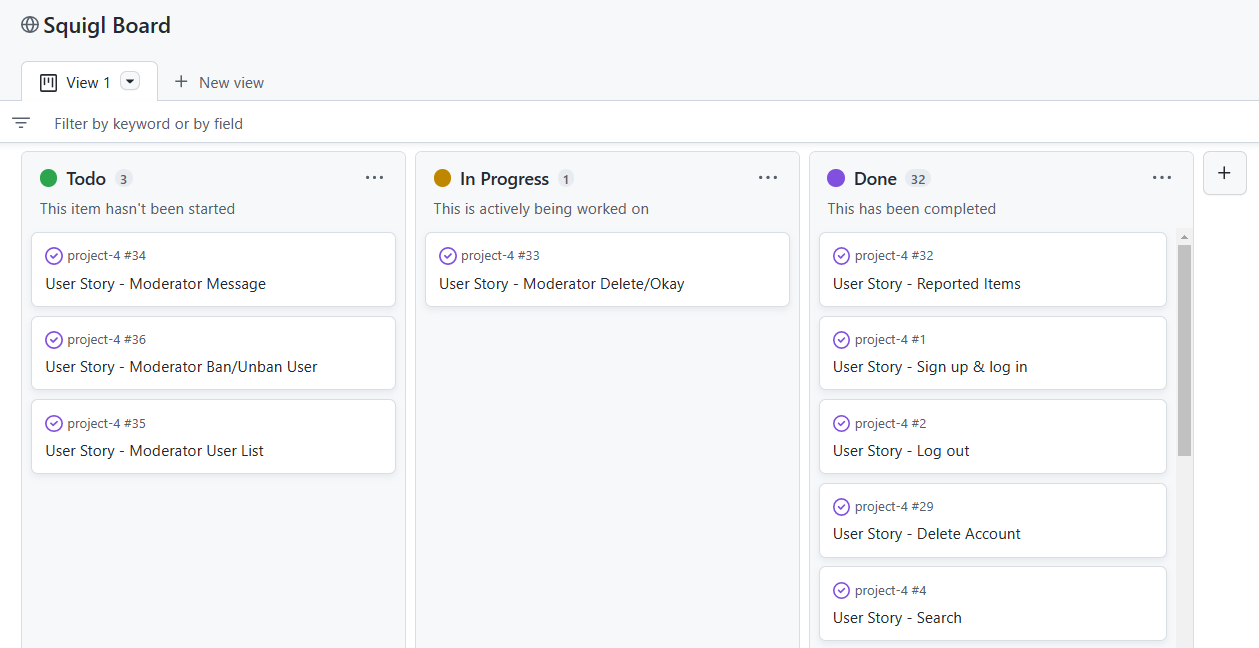 Squigl Board
View 1
New view
Filter by keyword or by field
Todo 3
This item hasn't been started
project-4 #34
User Story - Moderator Message
project-4 #36
User Story - Moderator Ban/Unban User
project-4 #35
User Story - Moderator User List
In Progress 1
This is actively being worked on
project-4 #33
User Story - Moderator Delete/Okay
Done 32
This has been completed
project-4 #32
User Story - Reported Items
project-4 #1
User Story - Sign up & log in
project-4 #2
User Story - Log out
project-4 #29
User Story - Delete Account
project-4 #4
User Story - Search